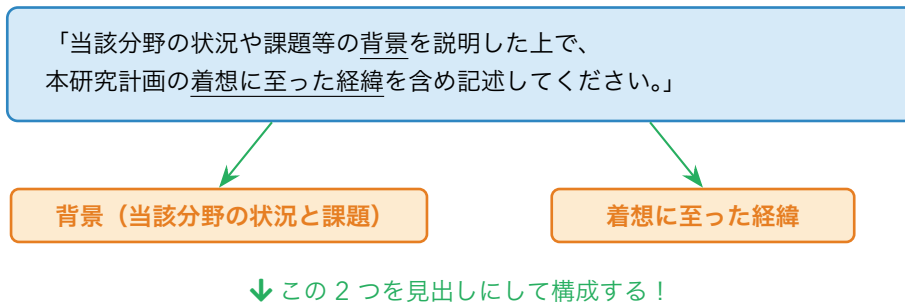 「当該分野の状況や課題等の背景を説明した上で、
本研究計画の着想に至った経緯を含め記述してください。」
背景（当該分野の状況と課題）
着想に至った経緯
↓ この 2 つを見出しにして構成する！